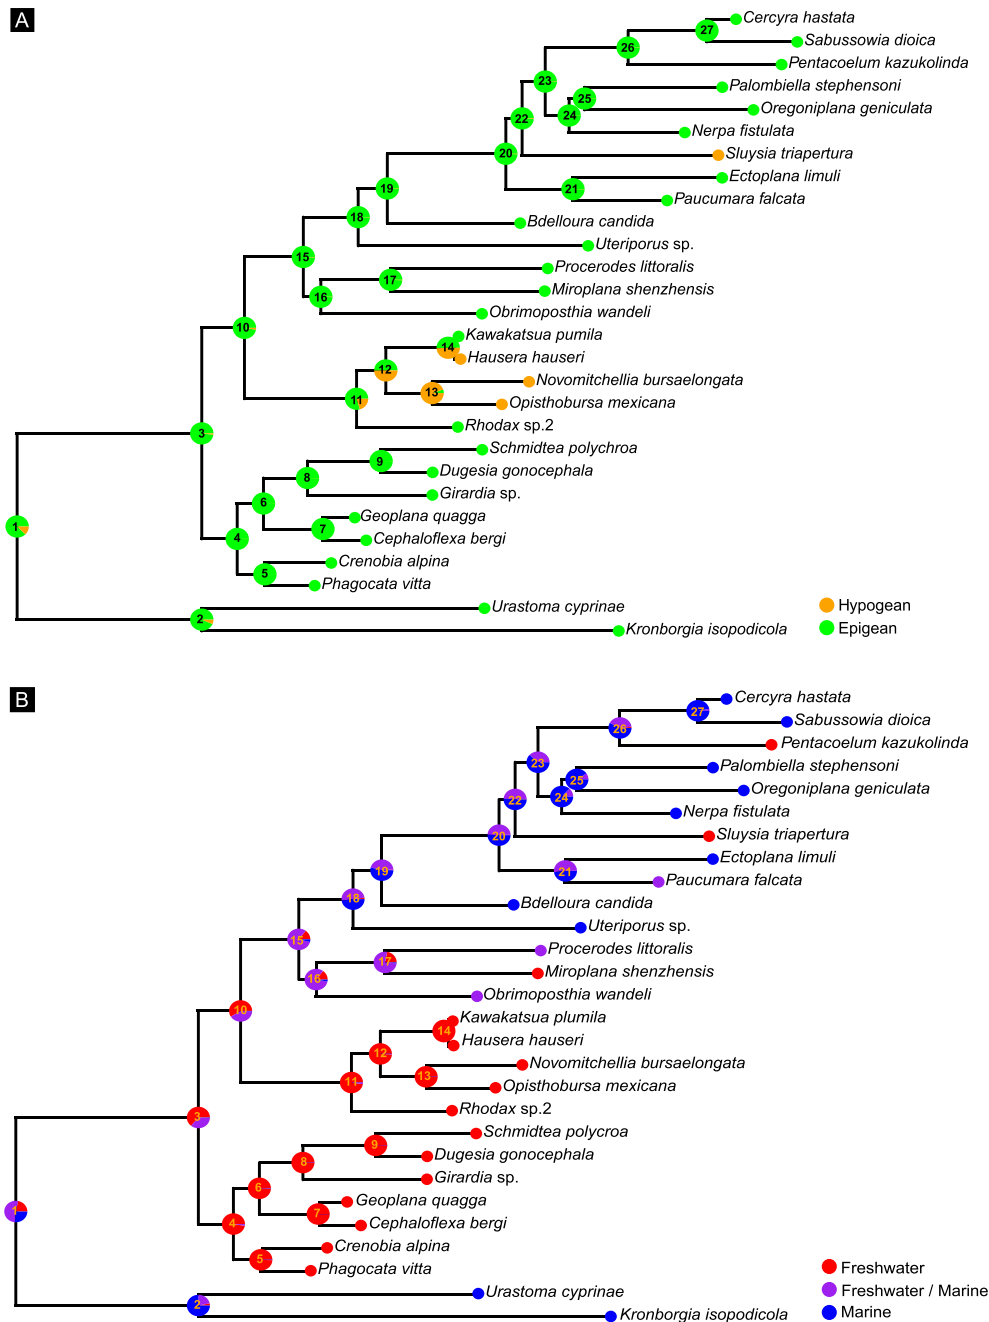 A
Cercyra hastata
27
Sabussowia dioica
26
Pentacoelum kazukolinda
23
Palombiella stephensoni
25
Oregoniplana geniculata
24
22
Nerpa fistulata
20
Sluysia triapertura
Ectoplana limuli
21
19
Paucumara falcata
18
Bdelloura candida
Uteriporus sp.
15
Procerodes littoralis
17
Miroplana shenzhensis
16
Obrimoposthia wandeli
10
Kawakatsua pumila
14
Hausera hauseri
12
Novomitchellia bursaelongata
13
11
Opisthobursa mexicana
Rhodax sp.2
3
Schmidtea polychroa
9
Dugesia gonocephala
8
Girardia sp.
6
Geoplana quagga
7
1
4
Cephaloflexa bergi
Crenobia alpina
5
Phagocata vitta
Urastoma cyprinae
Hypogean
2
Kronborgia isopodicola
Epigean
B
Cercyra hastata
27
Sabussowia dioica
26
Pentacoelum kazukolinda
23
Palombiella stephensoni
25
Oregoniplana geniculata
24
22
Nerpa fistulata
20
Sluysia triapertura
Ectoplana limuli
21
19
Paucumara falcata
18
Bdelloura candida
Uteriporus sp.
15
Procerodes littoralis
17
Miroplana shenzhensis
16
Obrimoposthia wandeli
10
Kawakatsua plumila
14
Hausera hauseri
12
Novomitchellia bursaelongata
13
11
Opisthobursa mexicana
Rhodax sp.2
3
Schmidtea polycroa
9
Dugesia gonocephala
8
Girardia sp.
6
Geoplana quagga
7
1
4
Cephaloflexa bergi
Crenobia alpina
5
Phagocata vitta
Freshwater
Urastoma cyprinae
Freshwater / Marine
2
Kronborgia isopodicola
Marine